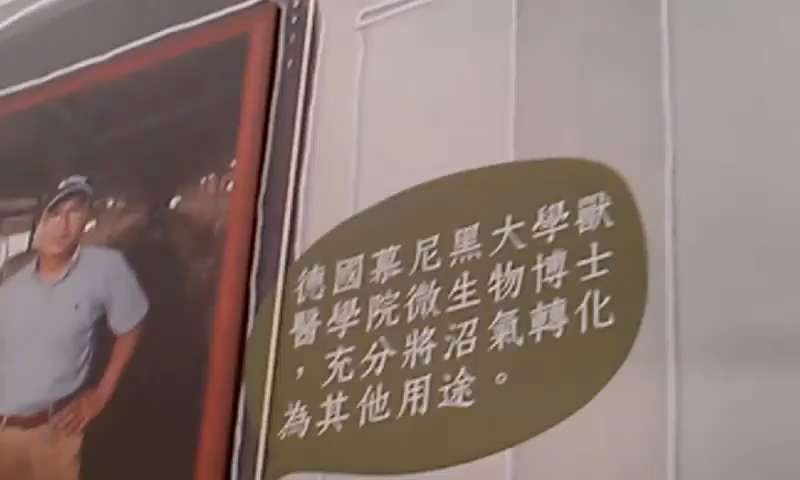 德國幕尼黑大學獸
醫學院微生物博士
，充分將沼氣轉化
為其他用途。